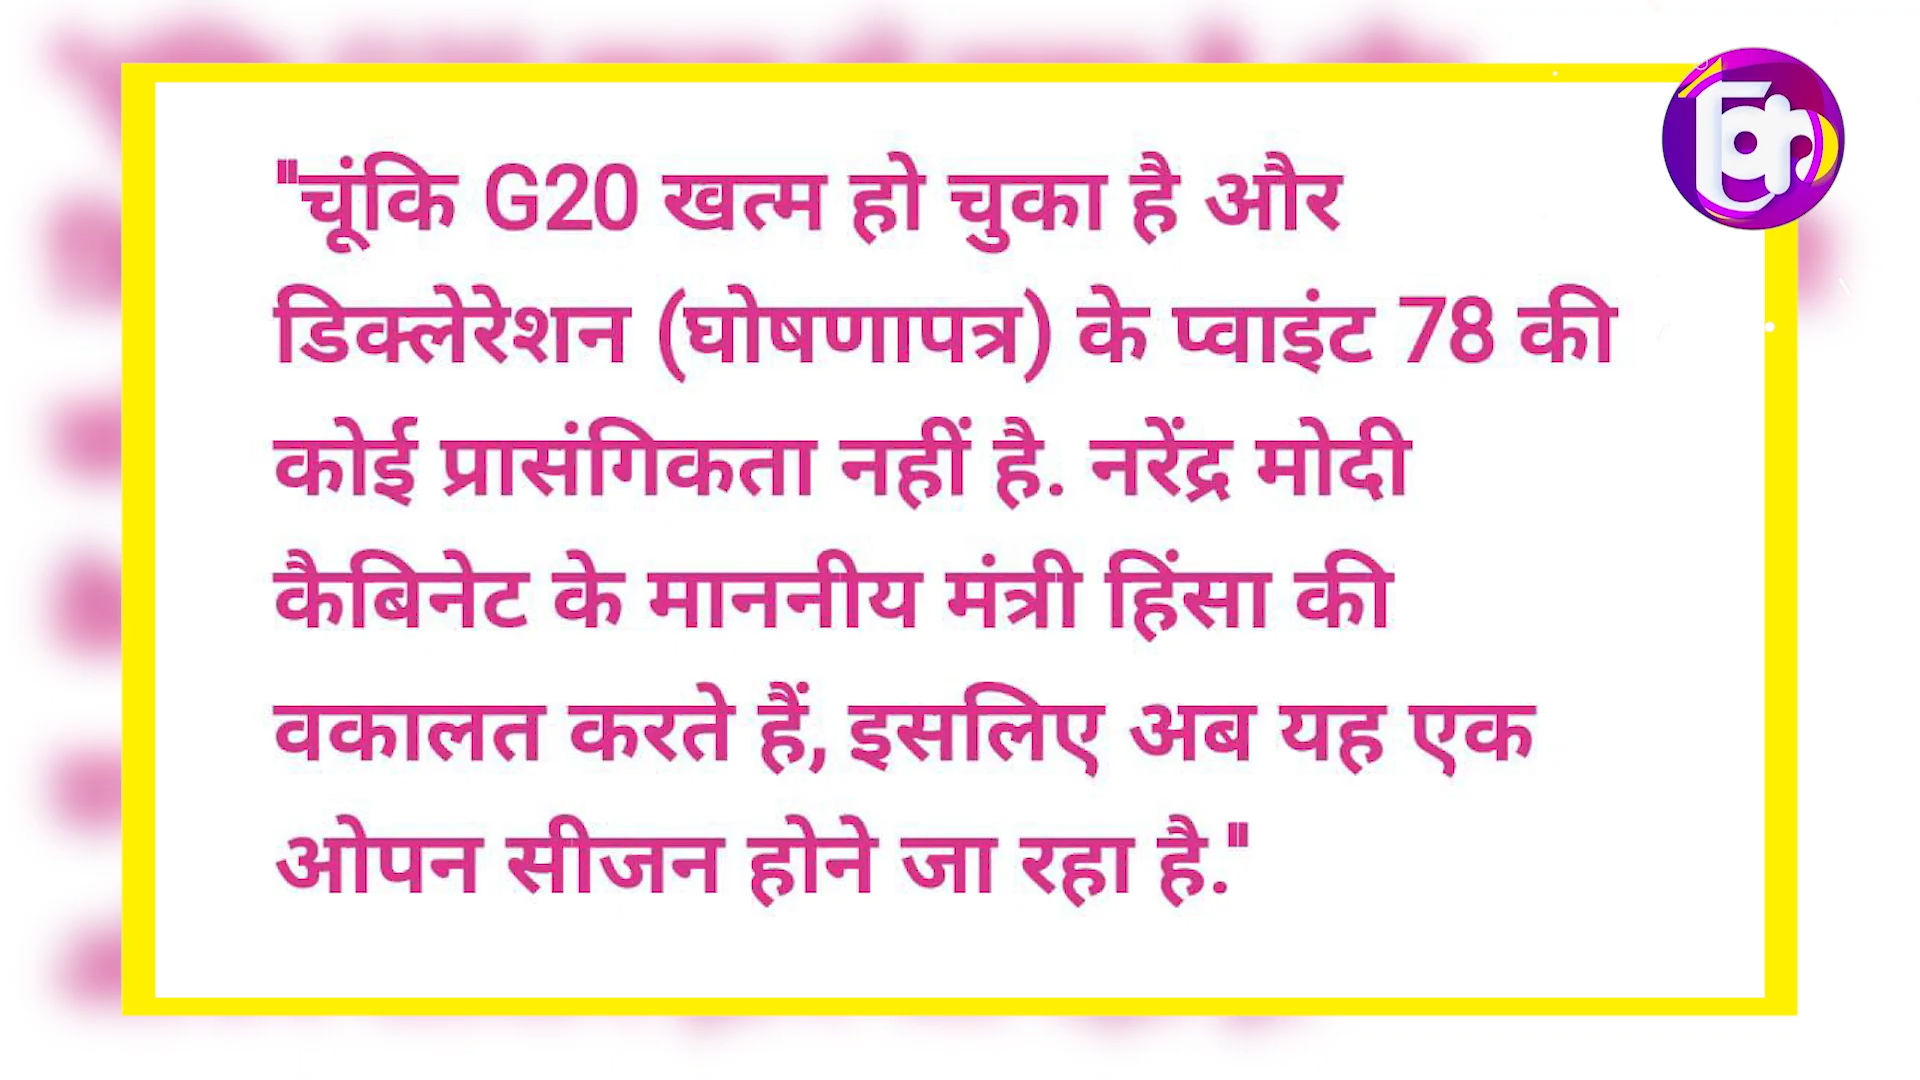 "चूंकि G20 खत्म हो चुका है और
डिक्लेरेशन (घोषणापत्र) के प्वाइंट 78 की
कोई प्रासंगिकता नहीं है. नरेंद्र मोदी
कैबिनेट के माननीय मंत्री हिंसा की
वकालत करते हैं, इसलिए अब यह एक
ओपन सीजन होने जा रहा है."